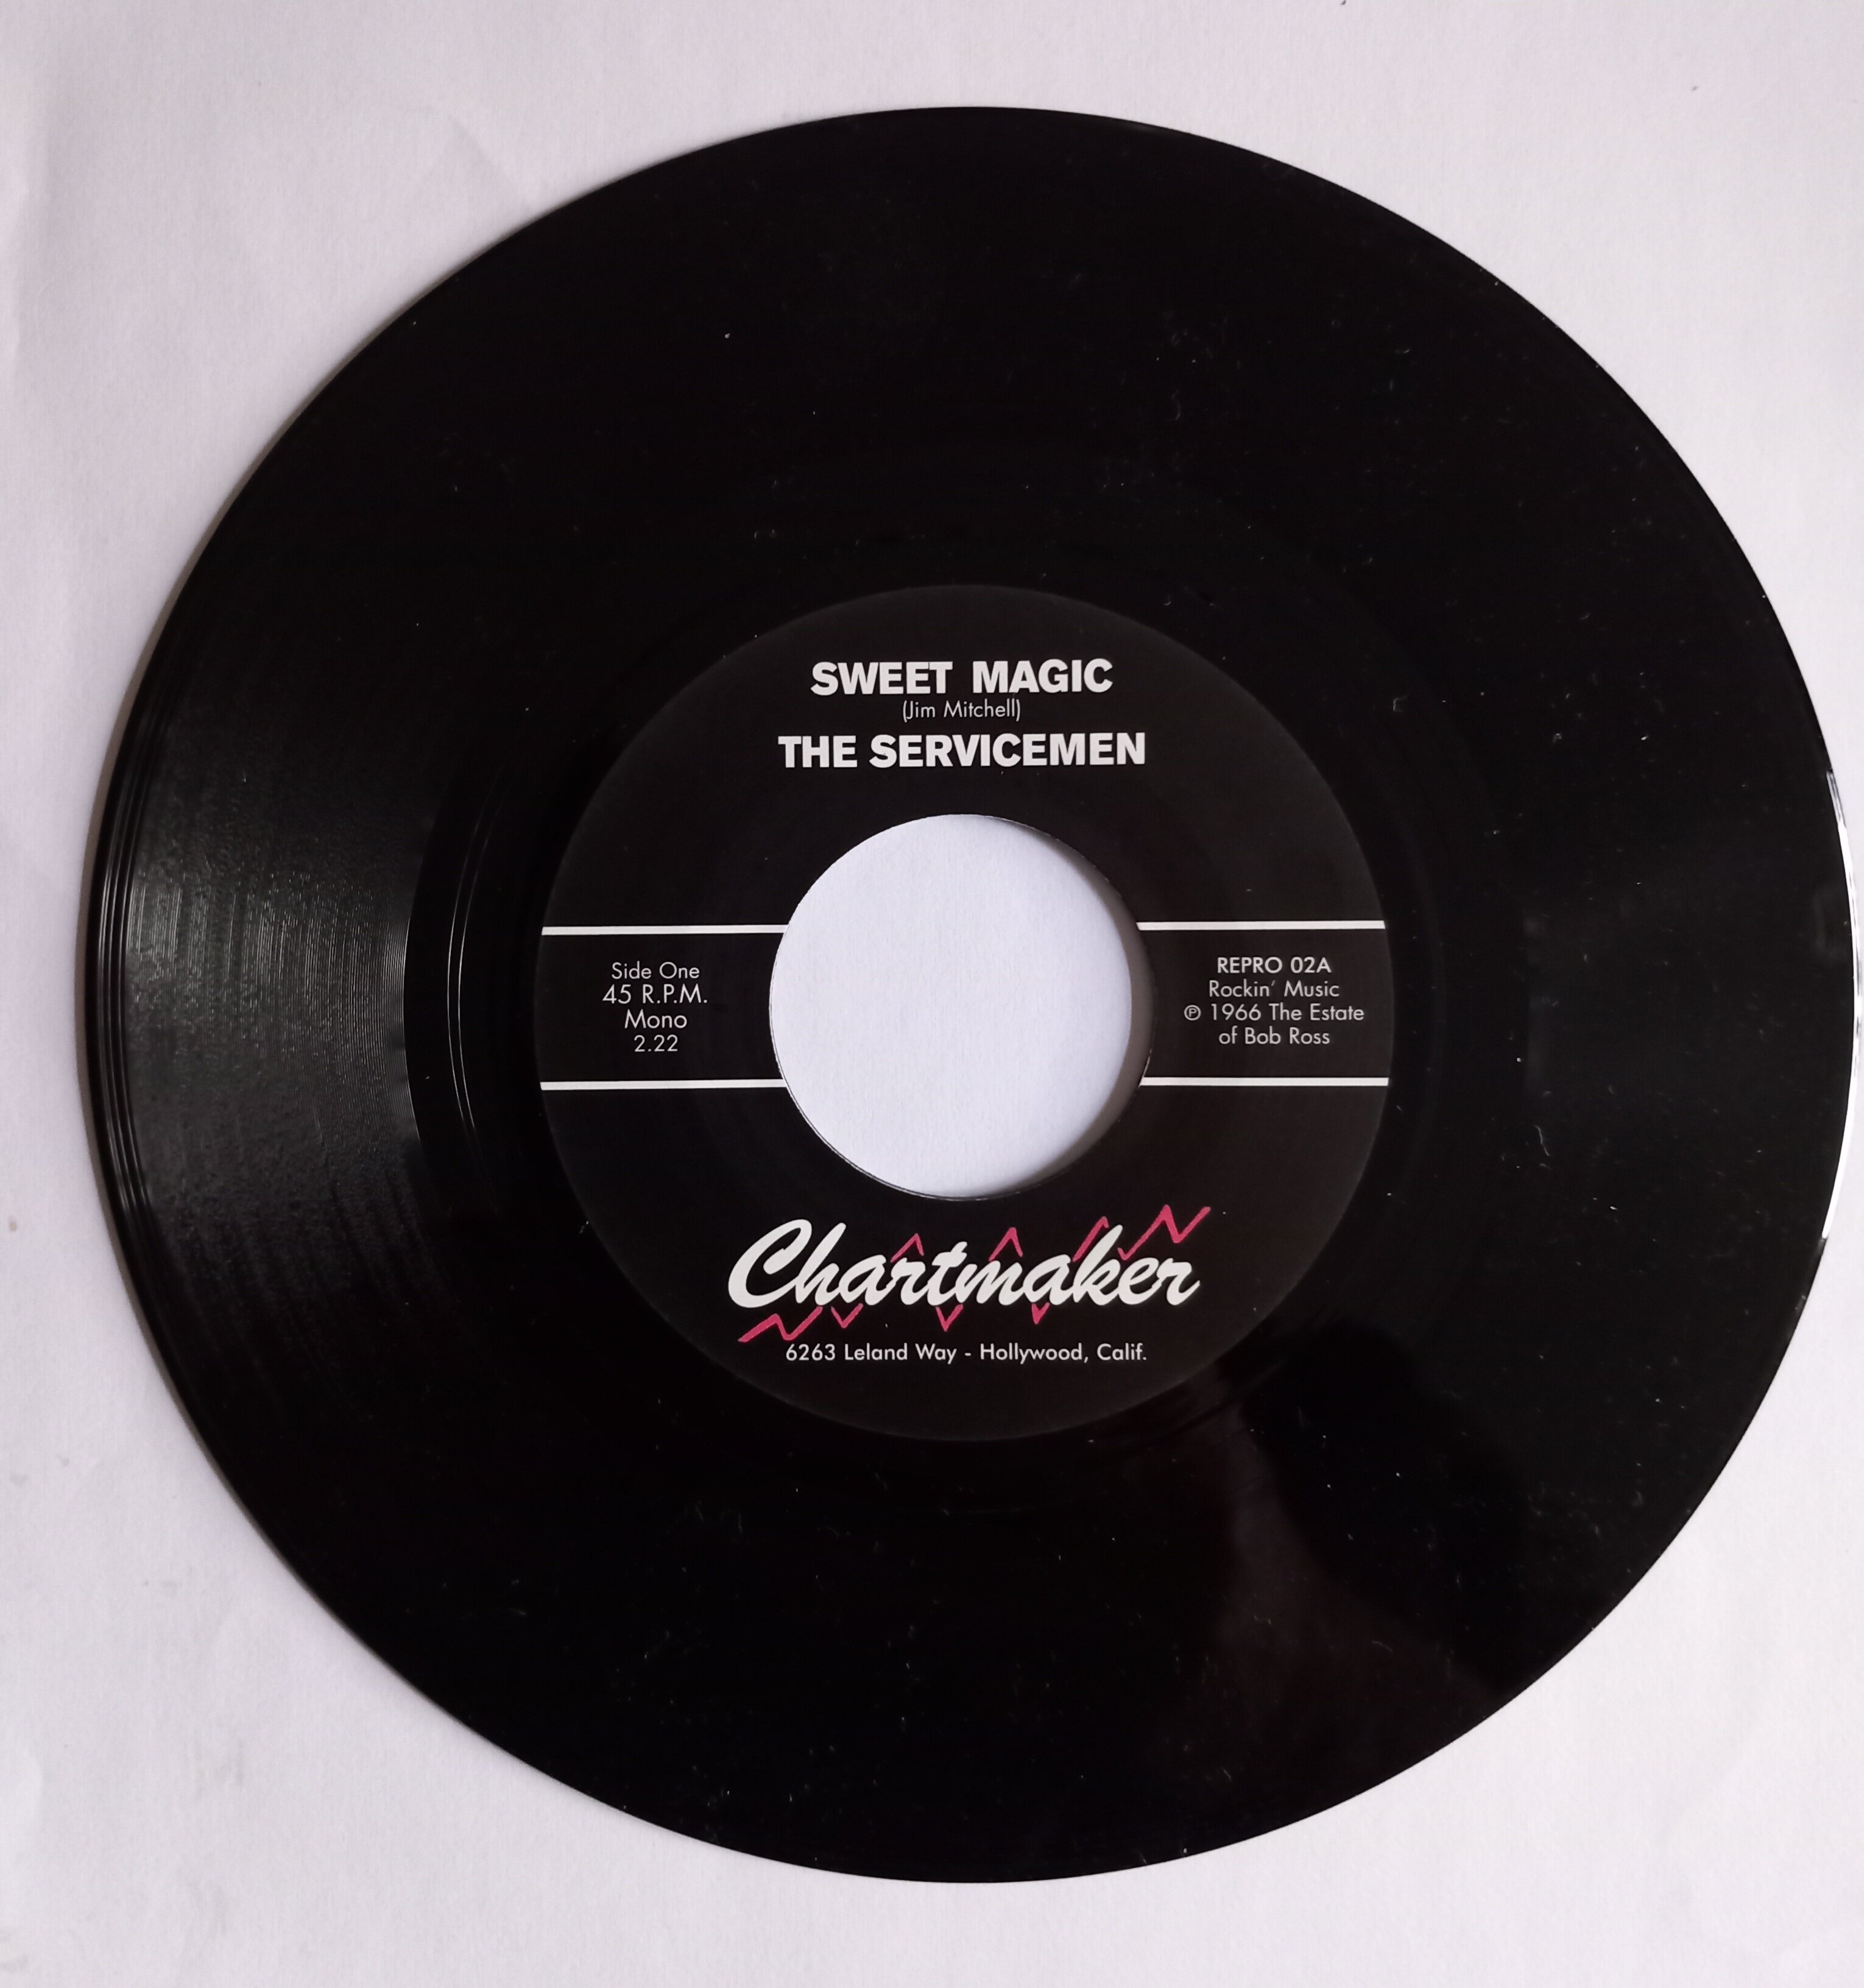 SWEET MAGIC
(Jim Mitchell)
THE SERVICEMEN
Side One
45 R.P.M.
Mono
2.22
REPRO 02A
Rockin' Music
℗ 1966 The Estate
of Bob Ross
Chartmaker
6263 Leland Way - Hollywood, Calif.